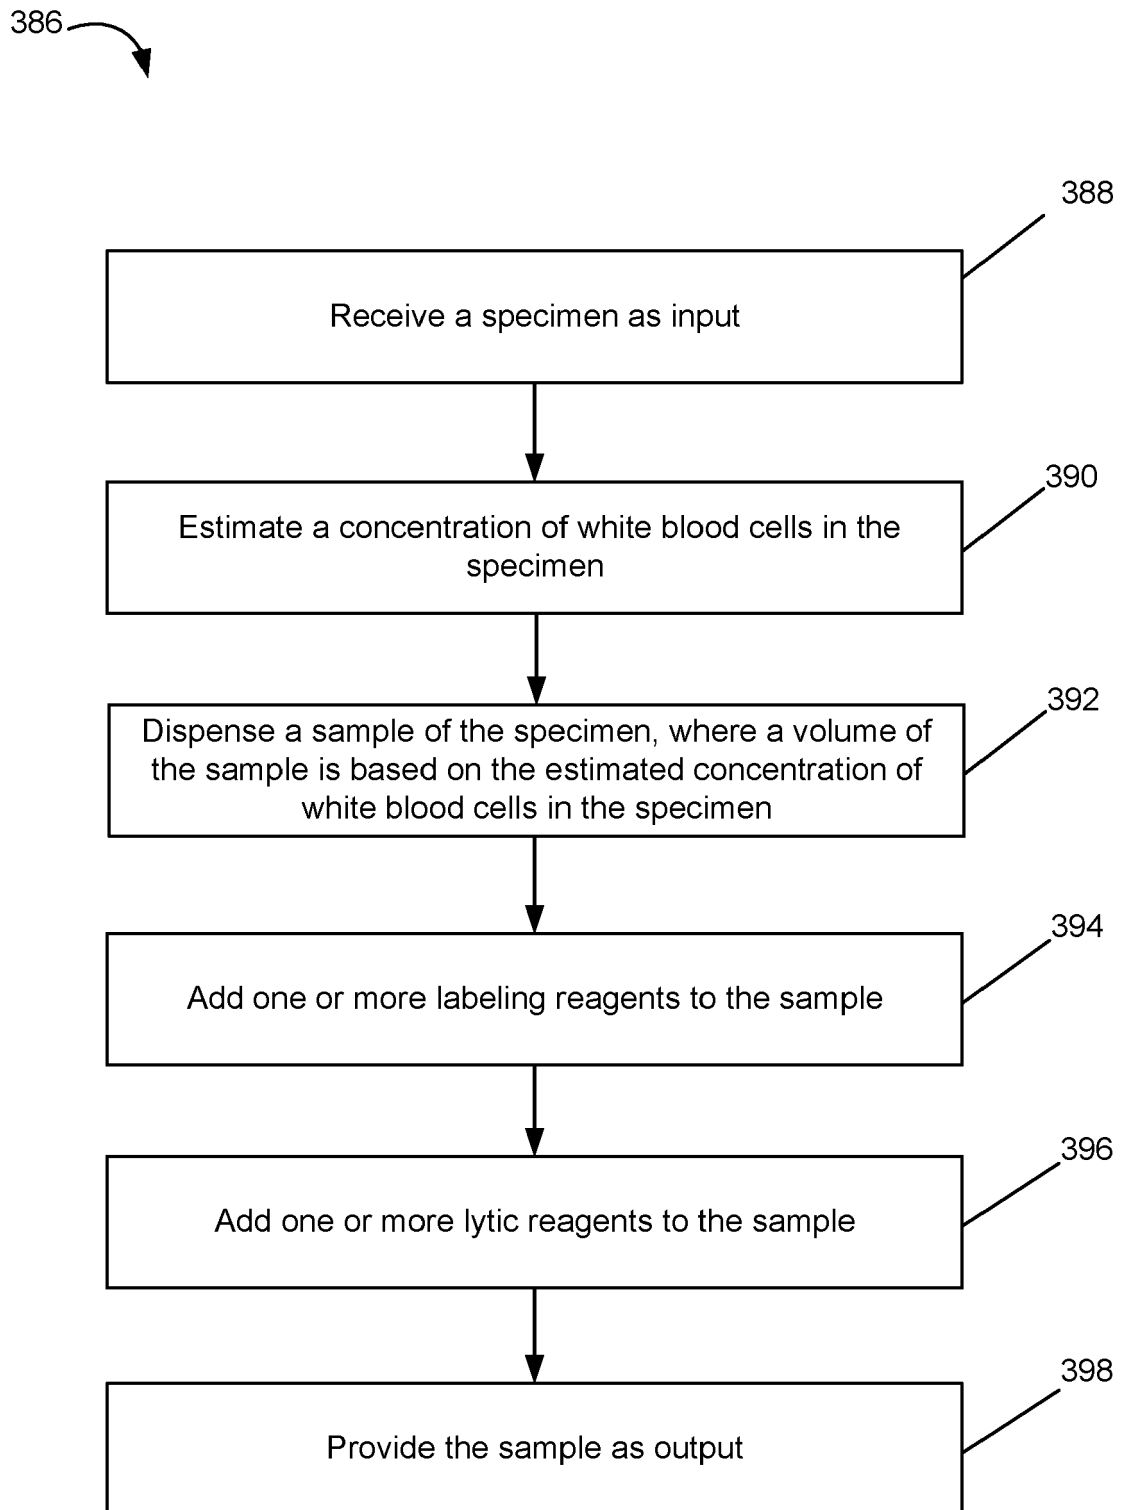 386
388
Receive a specimen as input
390
Estimate a concentration of white blood cells in the
specimen
392
Dispense a sample of the specimen, where a volume of
the sample is based on the estimated concentration of
white blood cells in the specimen
394
Add one or more labeling reagents to the sample
396
Add one or more lytic reagents to the sample
398
Provide the sample as output